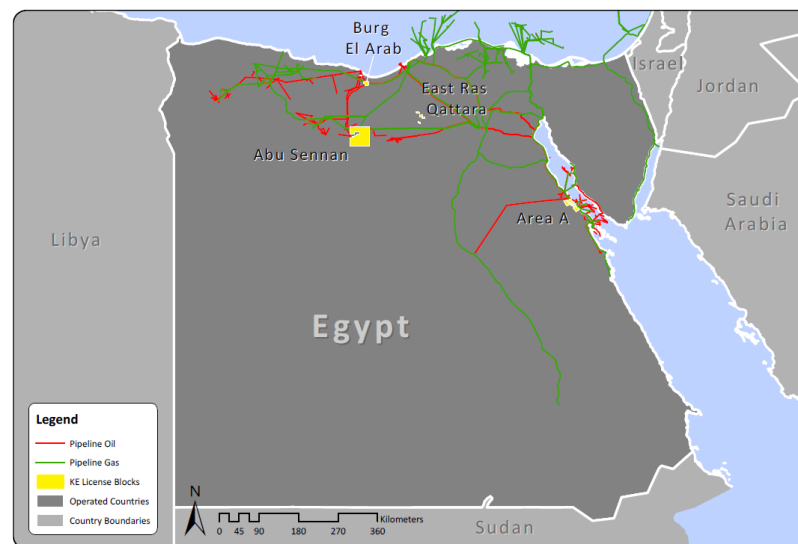 Burg
El Arab
Israel
Jordan
East Ras
Qattara
Abu Sennan
Saudi
Arabia
Libya
Area A
Egypt
Legend
Pipeline Oil
Pipeline Gas
KE License Blocks
Operated Countries
Country Boundaries
N
Kilometers
0 45 90 180 270 360
Sudan